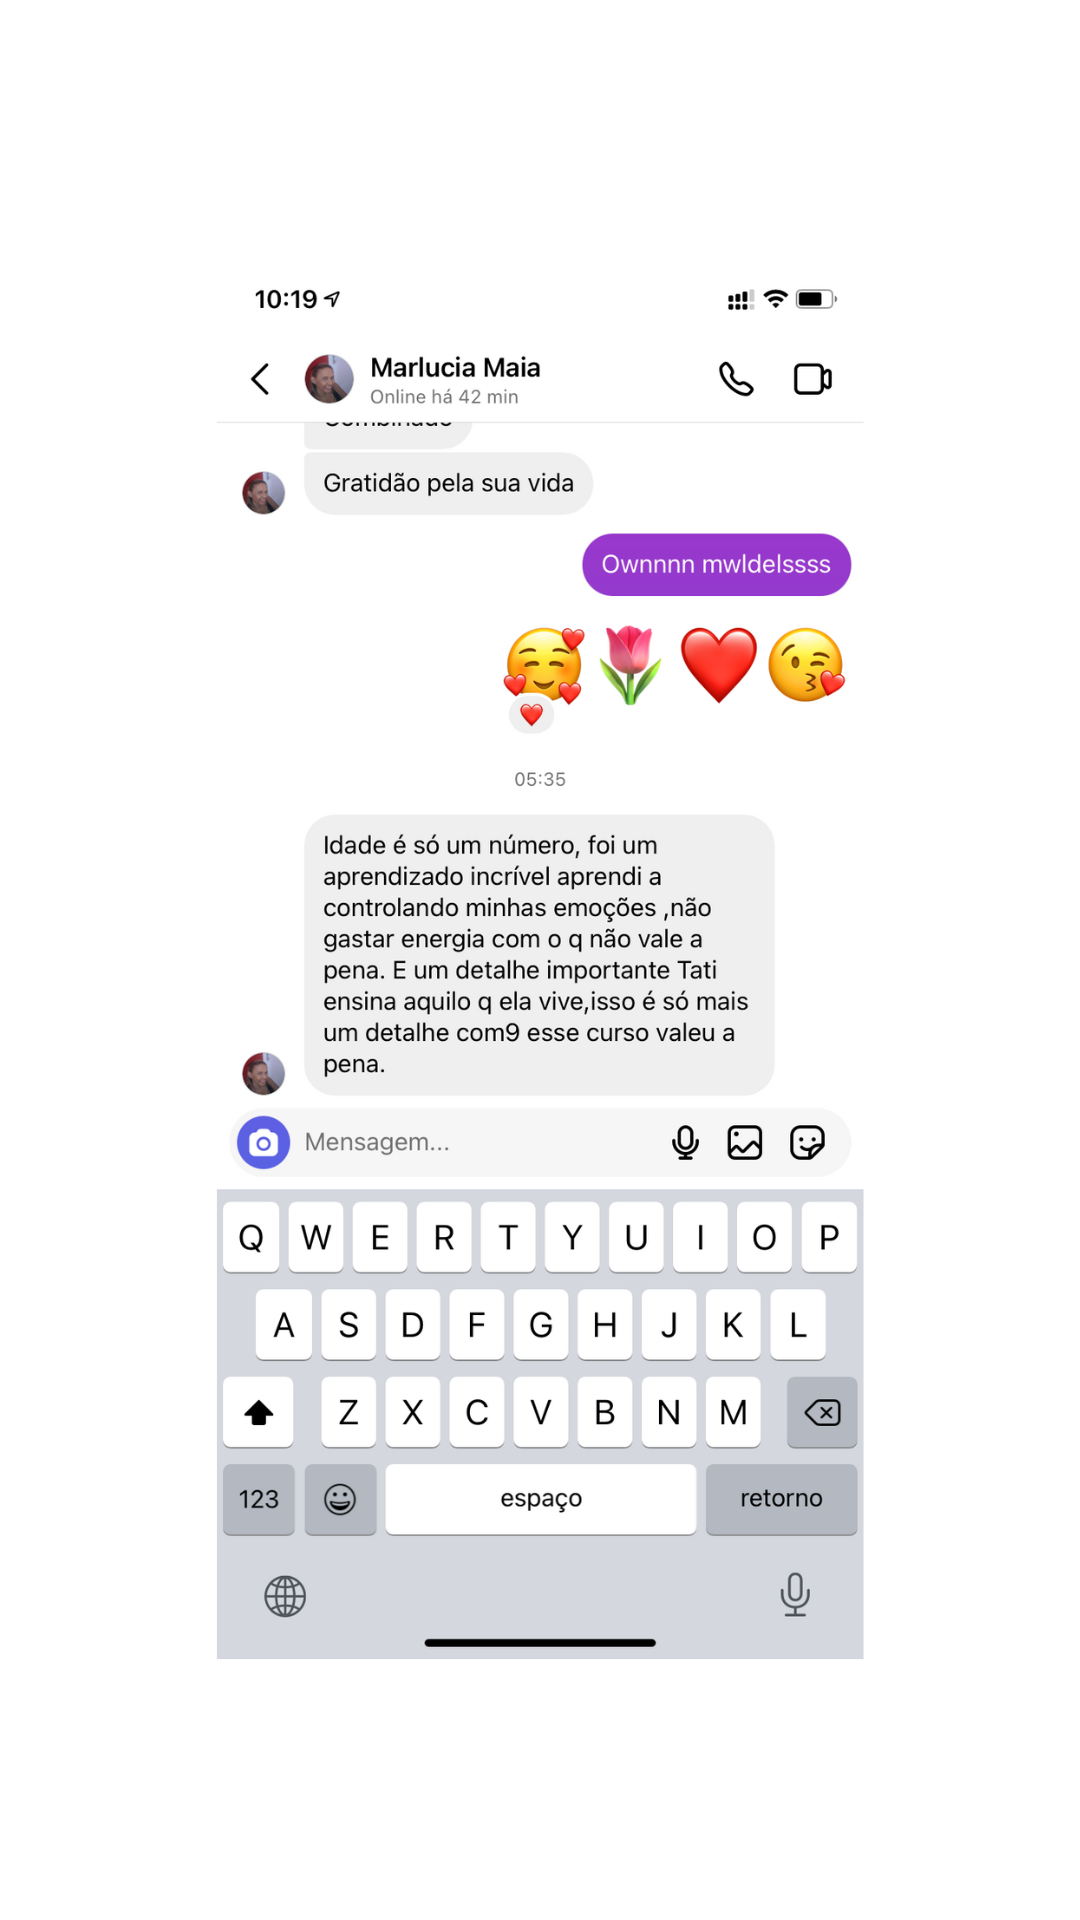 10:19
Marlucia Maia
Online há 42 min
Combinado
Gratidão pela sua vida
Ownnnn mwldelssss
05:35
Idade é só um número, foi um
aprendizado incrível aprendi a
controlando minhas emoções ,não
gastar energia com o q não vale a
pena. E um detalhe importante Tati
ensina aquilo q ela vive,isso é só mais
um detalhe com9 esse curso valeu a
pena.
Mensagem...
Q W E R T Y U I O P
A S D F G H J K L
Z X C V B N M
123 espaço retorno